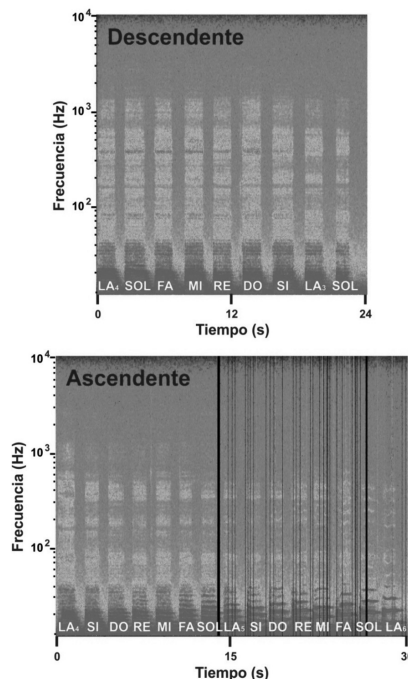 Descendente
10⁴
10³
10²
Frecuencia (Hz)
LA₄ SOL FA MI RE DO SI LA₃ SOL
0 12 24
Tiempo (s)
Ascendente
10⁴
10³
10²
Frecuencia (Hz)
LA₄ SI DO RE MI FA SOL LA₅ SI DO RE MI FA SOL LA₆
0 15 30
Tiempo (s)